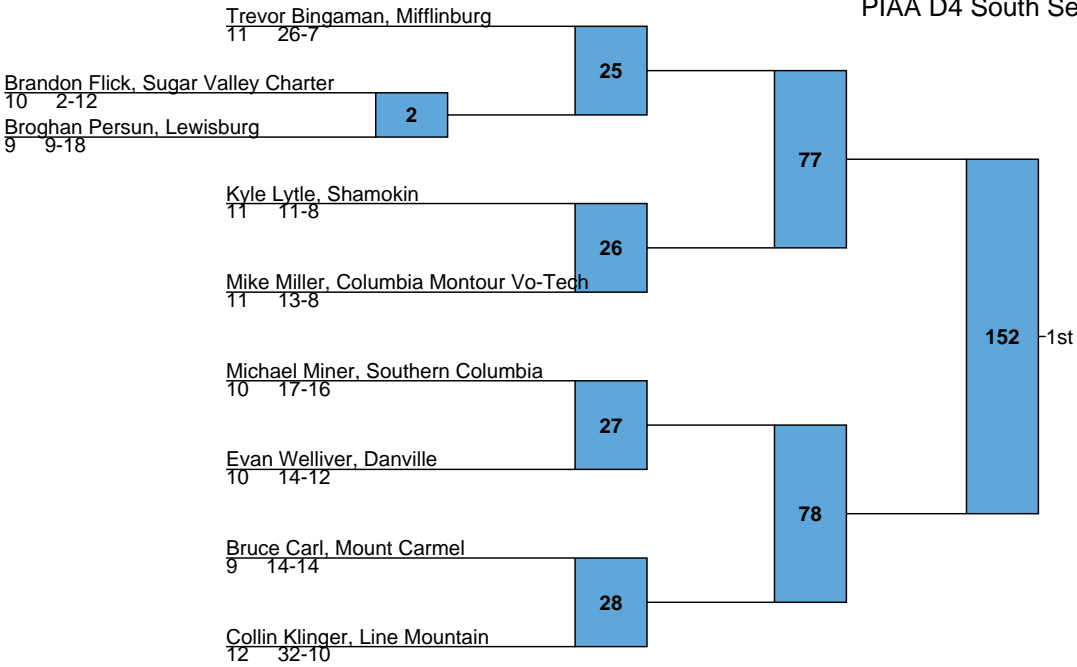 PIAA D4 South Se
Trevor Bingaman, Mifflinburg
11 26-7
25
Brandon Flick, Sugar Valley Charter
10 2-12
2
Broghan Persun, Lewisburg
9 9-18
77
Kyle Lytle, Shamokin
11 11-8
26
Mike Miller, Columbia Montour Vo-Tech
11 13-8
152
1st
Michael Miner, Southern Columbia
10 17-16
27
Evan Welliver, Danville
10 14-12
78
Bruce Carl, Mount Carmel
9 14-14
28
Collin Klinger, Line Mountain
12 32-10